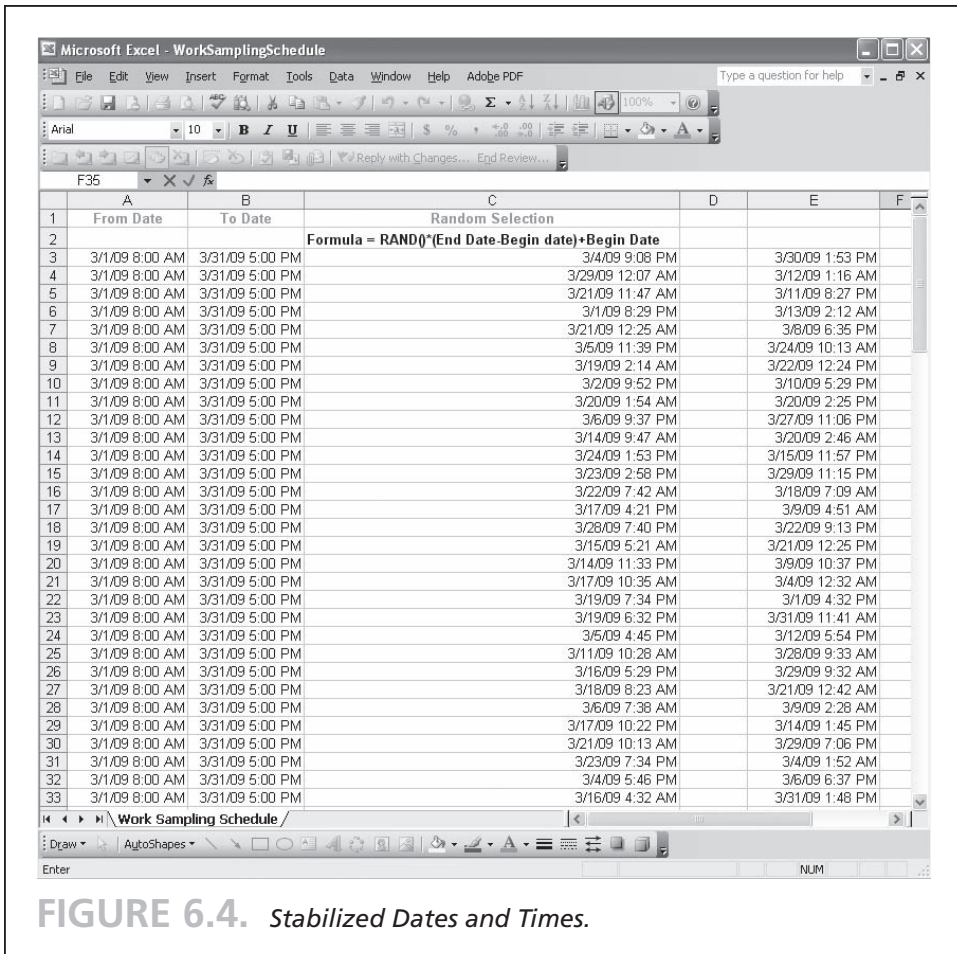 Microsoft Excel - WorkSamplingSchedule
File Edit View Insert Format Tools Data Window Help Adobe PDF Type a question for help
100%
Arial 10 B I U $ % ,
Reply with Changes... End Review...
F35 fx
A B C D E F
1 From Date To Date Random Selection
2 Formula = RAND()*(End Date-Begin date)+Begin Date
3 3/1/09 8:00 AM 3/31/09 5:00 PM 3/4/09 9:08 PM 3/30/09 1:53 PM
4 3/1/09 8:00 AM 3/31/09 5:00 PM 3/29/09 12:07 AM 3/12/09 1:16 AM
5 3/1/09 8:00 AM 3/31/09 5:00 PM 3/21/09 11:47 AM 3/11/09 8:27 PM
6 3/1/09 8:00 AM 3/31/09 5:00 PM 3/1/09 8:29 PM 3/13/09 2:12 AM
7 3/1/09 8:00 AM 3/31/09 5:00 PM 3/21/09 12:25 AM 3/8/09 6:35 PM
8 3/1/09 8:00 AM 3/31/09 5:00 PM 3/5/09 11:39 PM 3/24/09 10:13 AM
9 3/1/09 8:00 AM 3/31/09 5:00 PM 3/19/09 2:14 AM 3/22/09 12:24 PM
10 3/1/09 8:00 AM 3/31/09 5:00 PM 3/2/09 9:52 PM 3/10/09 5:29 PM
11 3/1/09 8:00 AM 3/31/09 5:00 PM 3/20/09 1:54 AM 3/20/09 2:25 PM
12 3/1/09 8:00 AM 3/31/09 5:00 PM 3/6/09 9:37 PM 3/27/09 11:06 PM
13 3/1/09 8:00 AM 3/31/09 5:00 PM 3/14/09 9:47 AM 3/20/09 2:46 AM
14 3/1/09 8:00 AM 3/31/09 5:00 PM 3/24/09 1:53 PM 3/15/09 11:57 PM
15 3/1/09 8:00 AM 3/31/09 5:00 PM 3/23/09 2:58 PM 3/29/09 11:15 PM
16 3/1/09 8:00 AM 3/31/09 5:00 PM 3/22/09 7:42 AM 3/18/09 7:09 AM
17 3/1/09 8:00 AM 3/31/09 5:00 PM 3/17/09 4:21 PM 3/9/09 4:51 AM
18 3/1/09 8:00 AM 3/31/09 5:00 PM 3/28/09 7:40 PM 3/22/09 9:13 PM
19 3/1/09 8:00 AM 3/31/09 5:00 PM 3/15/09 5:21 AM 3/21/09 12:25 PM
20 3/1/09 8:00 AM 3/31/09 5:00 PM 3/14/09 11:33 PM 3/9/09 10:37 PM
21 3/1/09 8:00 AM 3/31/09 5:00 PM 3/17/09 10:35 AM 3/4/09 12:32 AM
22 3/1/09 8:00 AM 3/31/09 5:00 PM 3/19/09 7:34 PM 3/1/09 4:32 PM
23 3/1/09 8:00 AM 3/31/09 5:00 PM 3/19/09 6:32 PM 3/31/09 11:41 AM
24 3/1/09 8:00 AM 3/31/09 5:00 PM 3/5/09 4:45 PM 3/12/09 5:54 PM
25 3/1/09 8:00 AM 3/31/09 5:00 PM 3/11/09 10:28 AM 3/28/09 9:33 AM
26 3/1/09 8:00 AM 3/31/09 5:00 PM 3/16/09 5:29 PM 3/29/09 9:32 AM
27 3/1/09 8:00 AM 3/31/09 5:00 PM 3/18/09 8:23 AM 3/21/09 12:42 AM
28 3/1/09 8:00 AM 3/31/09 5:00 PM 3/6/09 7:38 AM 3/9/09 2:28 AM
29 3/1/09 8:00 AM 3/31/09 5:00 PM 3/17/09 10:22 PM 3/14/09 1:45 PM
30 3/1/09 8:00 AM 3/31/09 5:00 PM 3/21/09 10:13 AM 3/29/09 7:06 PM
31 3/1/09 8:00 AM 3/31/09 5:00 PM 3/23/09 7:34 PM 3/4/09 1:52 AM
32 3/1/09 8:00 AM 3/31/09 5:00 PM 3/4/09 5:46 PM 3/6/09 6:37 PM
33 3/1/09 8:00 AM 3/31/09 5:00 PM 3/16/09 4:32 AM 3/31/09 1:48 PM
Work Sampling Schedule
Draw AutoShapes
Enter NUM
FIGURE 6.4. Stabilized Dates and Times.